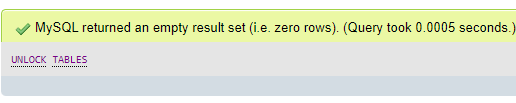 MySQL returned an empty result set (i.e. zero rows). (Query took 0.0005 seconds.)
UNLOCK TABLES